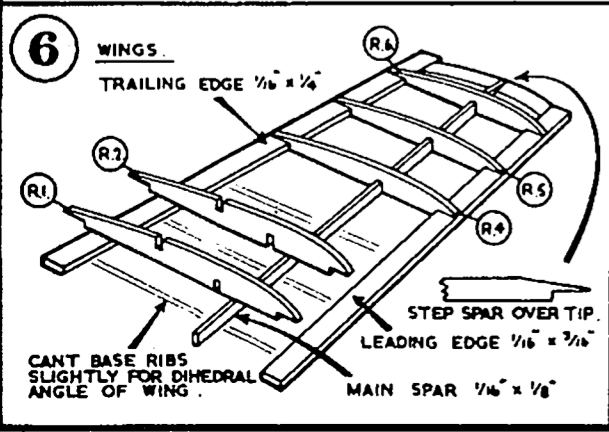 6
WINGS.
TRAILING EDGE 1/16" x 1/4"
R.6.
R.2.
R.1.
R.5
R.4
STEP SPAR OVER TIP.
LEADING EDGE 1/16" x 3/16"
CANT BASE RIBS
SLIGHTLY FOR DIHEDRAL
ANGLE OF WING.
MAIN SPAR 1/16" x 1/8"